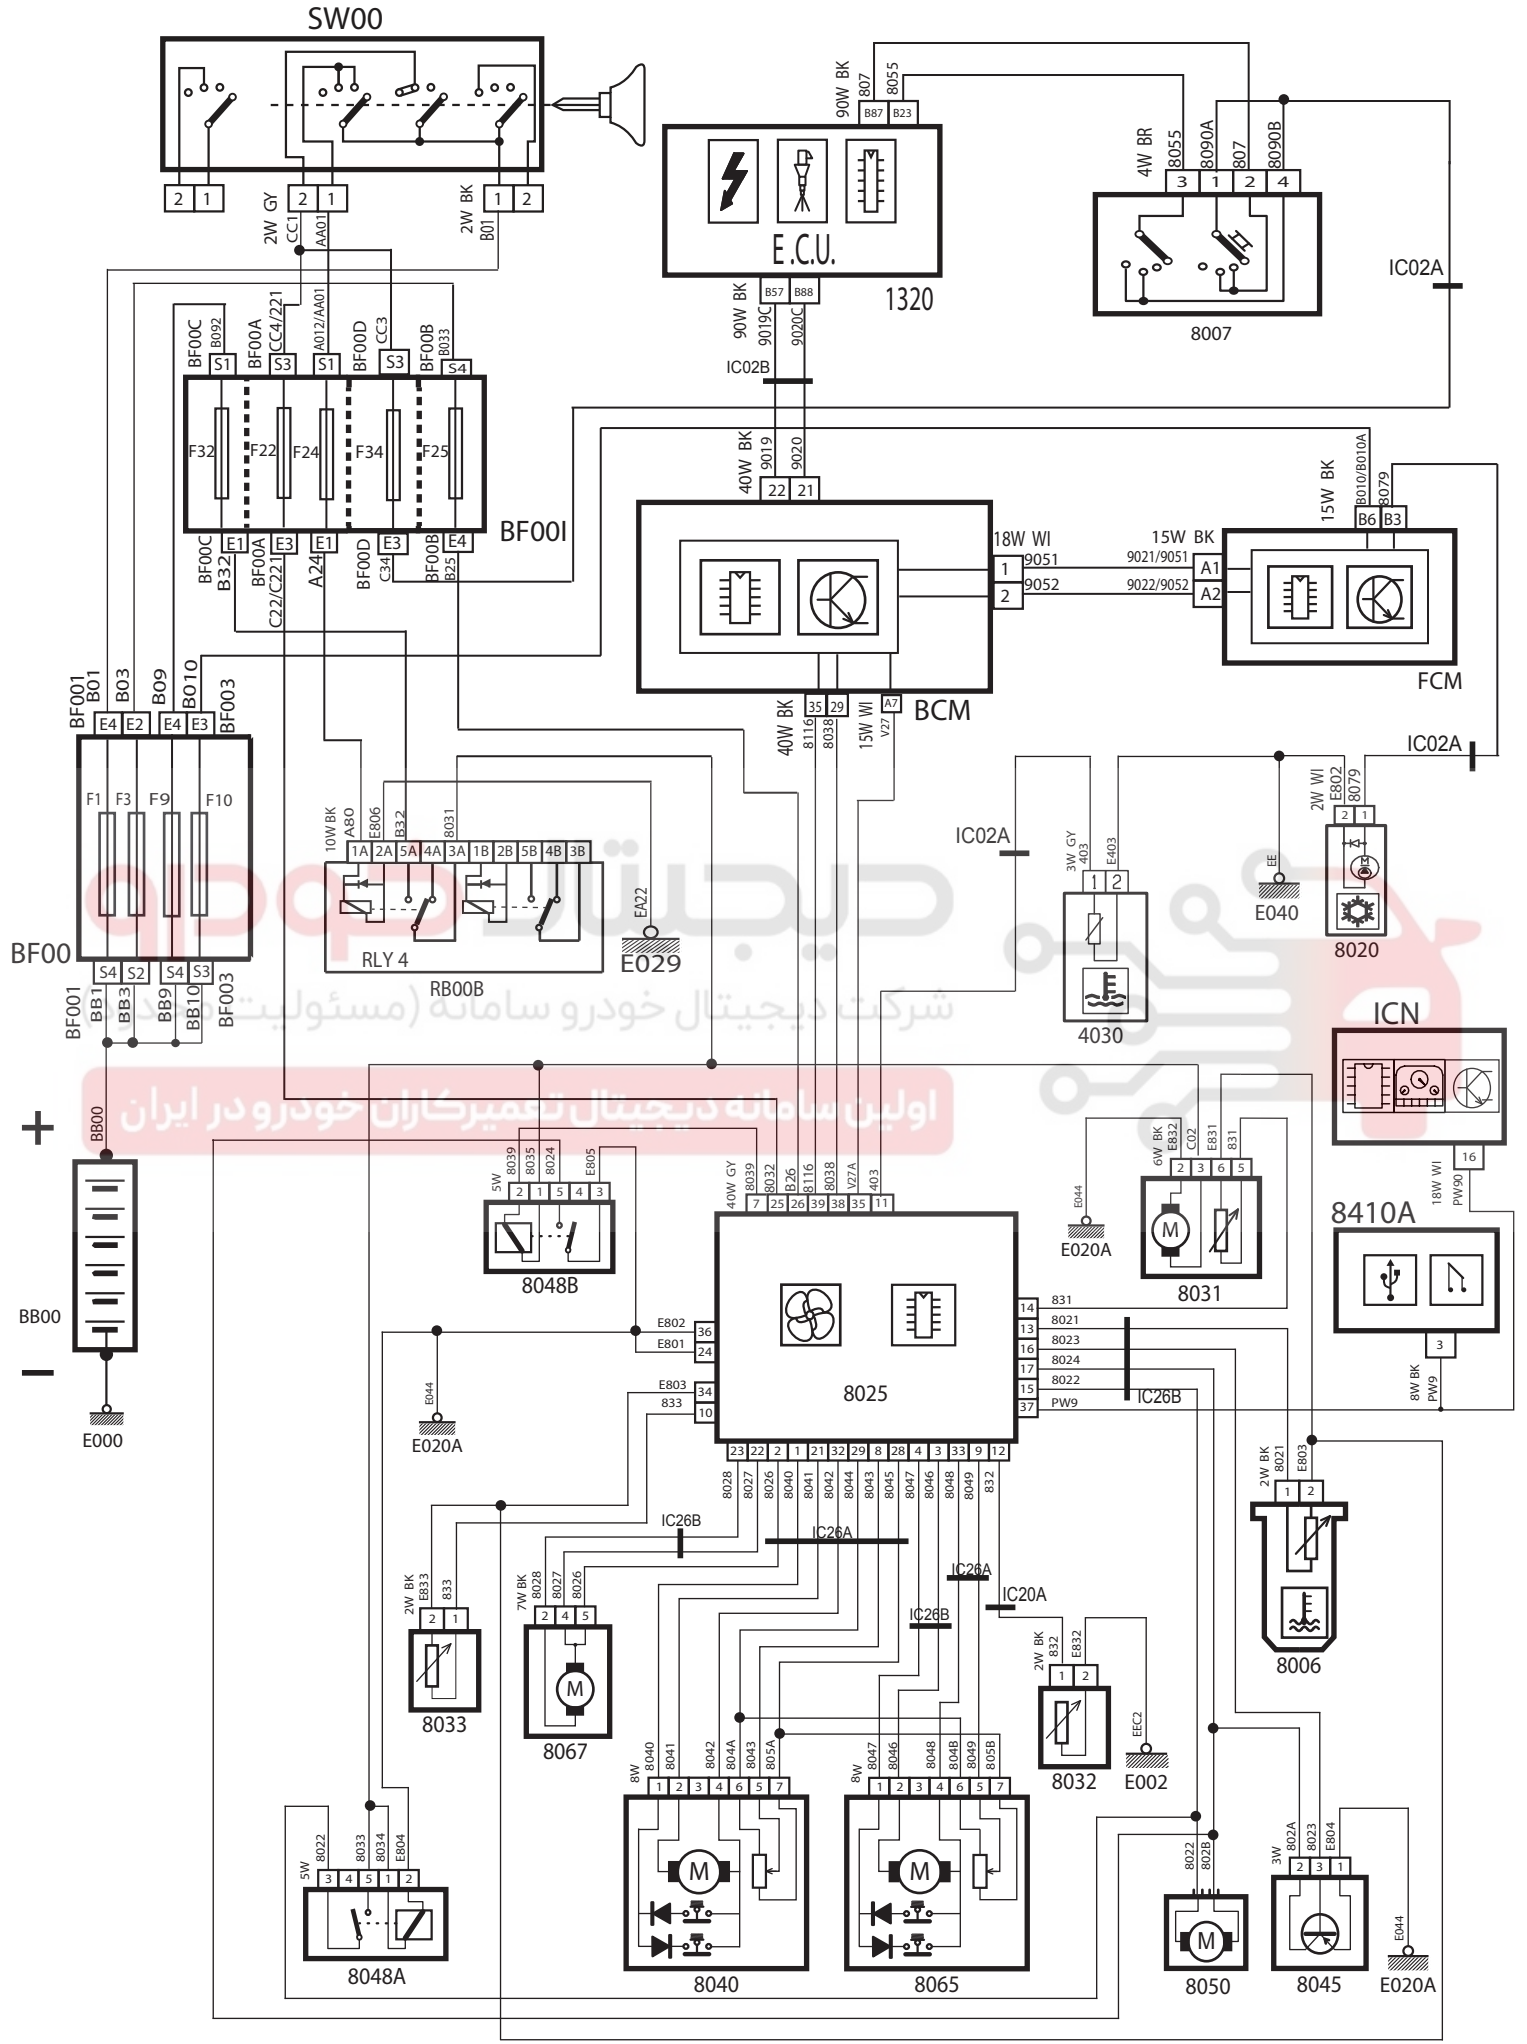 SW00
2 1
2 1
1 2
2W GY
CC1
AA01
2W BK
B01
90W BK
807
8055
B87 B23
E.C.U.
1320
B57 B88
90W BK
9019C
9020C
IC02B
4W BR
8055
8090A
807
8090B
3 1 2 4
8007
IC02A
BF00C
B092
BF00A
CC4/221
A012/AA01
BF00D
CC3
BF00B
B033
S1 S3 S1 S3 S4
F32 F22 F24 F34 F25
BF00I
E1 E3 E1 E3 E4
BF00C
B32
BF00A
C22/C221
A24
BF00D
C34
BF00B
B25
40W BK
9019
9020
22 21
18W WI
1 9051
2 9052
15W BK
9021/9051
9022/9052
A1
A2
15W BK
B010/B010A
8079
B6 B3
FCM
BCM
35 29 A7
40W BK
8116
8038
15W WI
V27
BF001
B01
B03
B09
B010
BF003
E4 E2 E4 E3
F1 F3 F9 F10
BF00
S4 S2 S4 S3
BF001
BB1
BB3
BB9
BB10
BF003
10W BK
A80
E806
B32
8031
1A 2A 5A 4A 3A 1B 2B 5B 4B 3B
RLY 4
RB00B
EA22
E029
IC02A
3W GY
403
E403
1 2
4030
EE
E040
2W WI
E802
8079
2 1
8020
IC02A
دیجیتال خودرو
شرکت دیجیتال خودرو سامانه (مسئولیت محدود)
اولین سامانه دیجیتال تعمیرکاران خودرو در ایران
ICN
16
18W WI
PW90
8410A
3
8W BK
PW9
+
BB00
BB00
−
E000
5W
8039
8035
8024
E805
2 1 5 4 3
8048B
40W GY
8039
8032
B26
8116
8038
V27A
403
7 25 26 39 38 35 11
E044
E020A
6W BK
E832
C02
E831
831
2 3 6 5
8031
E802 36
E801 24
E803 34
833 10
8025
14 831
13 8021
16 8023
17 8024
15 8022
37 PW9
IC26B
E044
E020A
23 22 2 1 21 32 29 8 28 4 3 33 9 12
8028
8027
8026
8040
8041
8042
8044
8043
8045
8047
8046
8048
8049
832
IC26B
IC26A
IC26A
IC26B
IC20A
2W BK
8021
E803
1 2
8006
2W BK
E833
833
2 1
8033
7W BK
8028
8027
8026
2 4 5
M
8067
2W BK
832
E832
1 2
8032
EEC2
E002
8W
8040
8041
8042
804A
8043
805A
1 2 3 4 6 5 7
M
8040
8W
8047
8046
8048
804B
8049
805B
1 2 3 4 6 5 7
M
8065
5W
8022
8033
8034
E804
3 4 5 1 2
8048A
8022
802B
M
8050
3W
802A
8023
E804
2 3 1
8045
E044
E020A